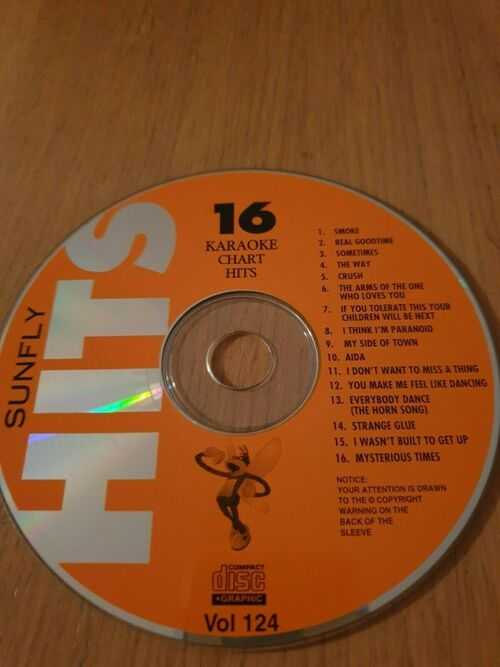 SUNFLY
HITS
16
KARAOKE
CHART
HITS
1. SMOKE
2. REAL GOODTIME
3. SOMETIMES
4. THE WAY
5. CRUSH
6. THE ARMS OF THE ONE
WHO LOVES YOU
7. IF YOU TOLERATE THIS YOUR
CHILDREN WILL BE NEXT
8. I THINK I'M PARANOID
9. MY SIDE OF TOWN
10. AIDA
11. I DON'T WANT TO MISS A THING
12. YOU MAKE ME FEEL LIKE DANCING
13. EVERYBODY DANCE
(THE HORN SONG)
14. STRANGE GLUE
15. I WASN'T BUILT TO GET UP
16. MYSTERIOUS TIMES
NOTICE:
YOUR ATTENTION IS DRAWN
TO THE © COPYRIGHT
WARNING ON THE
BACK OF THE
SLEEVE
COMPACT
disc
+GRAPHIC
Vol 124